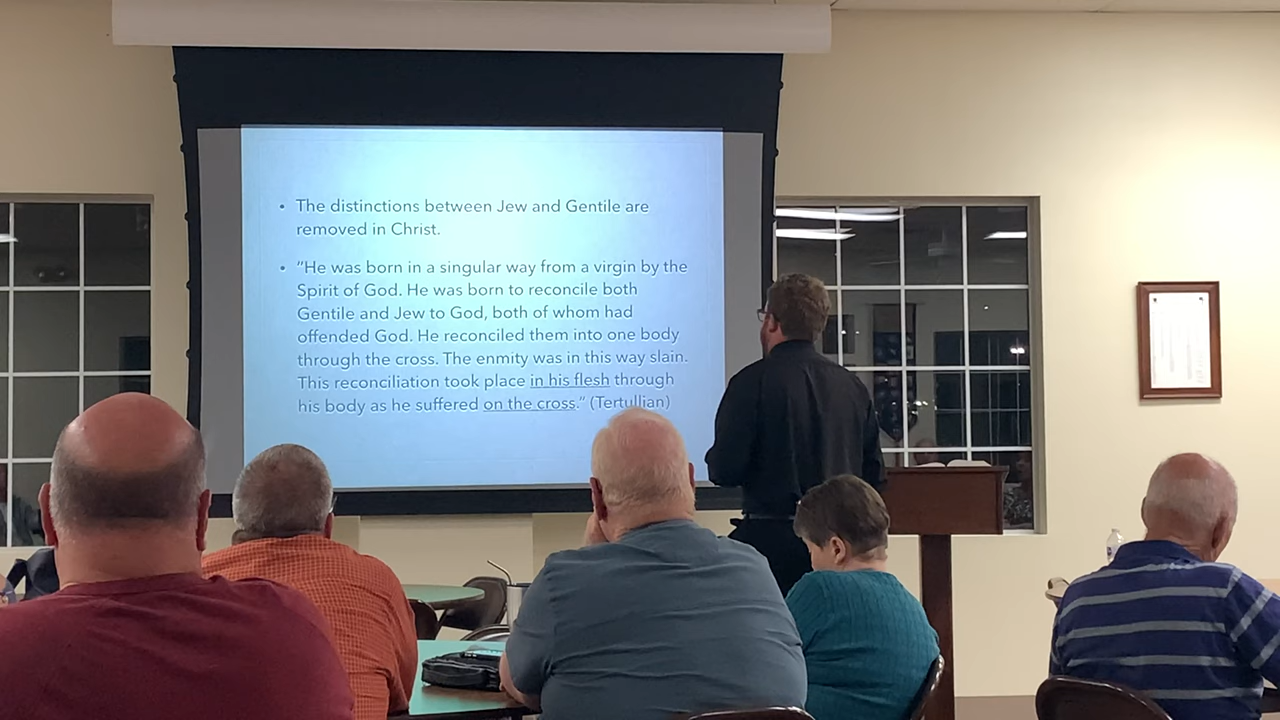 • The distinctions between Jew and Gentile are
removed in Christ.
• "He was born in a singular way from a virgin by the
Spirit of God. He was born to reconcile both
Gentile and Jew to God, both of whom had
offended God. He reconciled them into one body
through the cross. The enmity was in this way slain.
This reconciliation took place in his flesh through
his body as he suffered on the cross." (Tertullian)